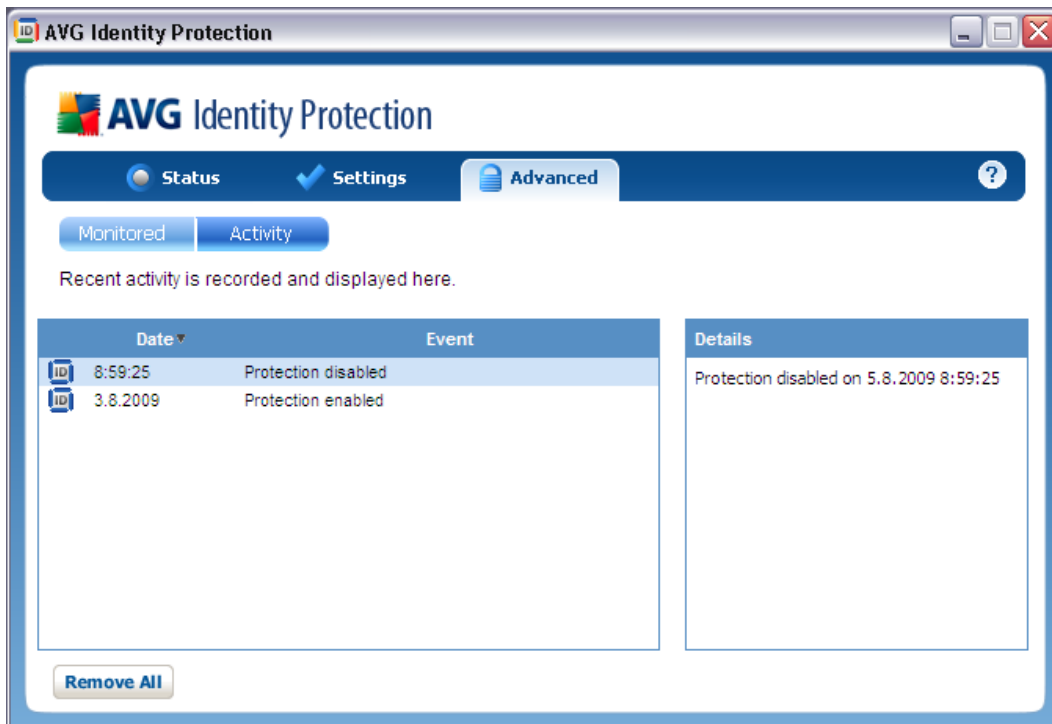 AVG Identity Protection
AVG Identity Protection
Status Settings Advanced ?
Monitored Activity
Recent activity is recorded and displayed here.
Date Event
ID 8:59:25 Protection disabled
ID 3.8.2009 Protection enabled
Details
Protection disabled on 5.8.2009 8:59:25
Remove All